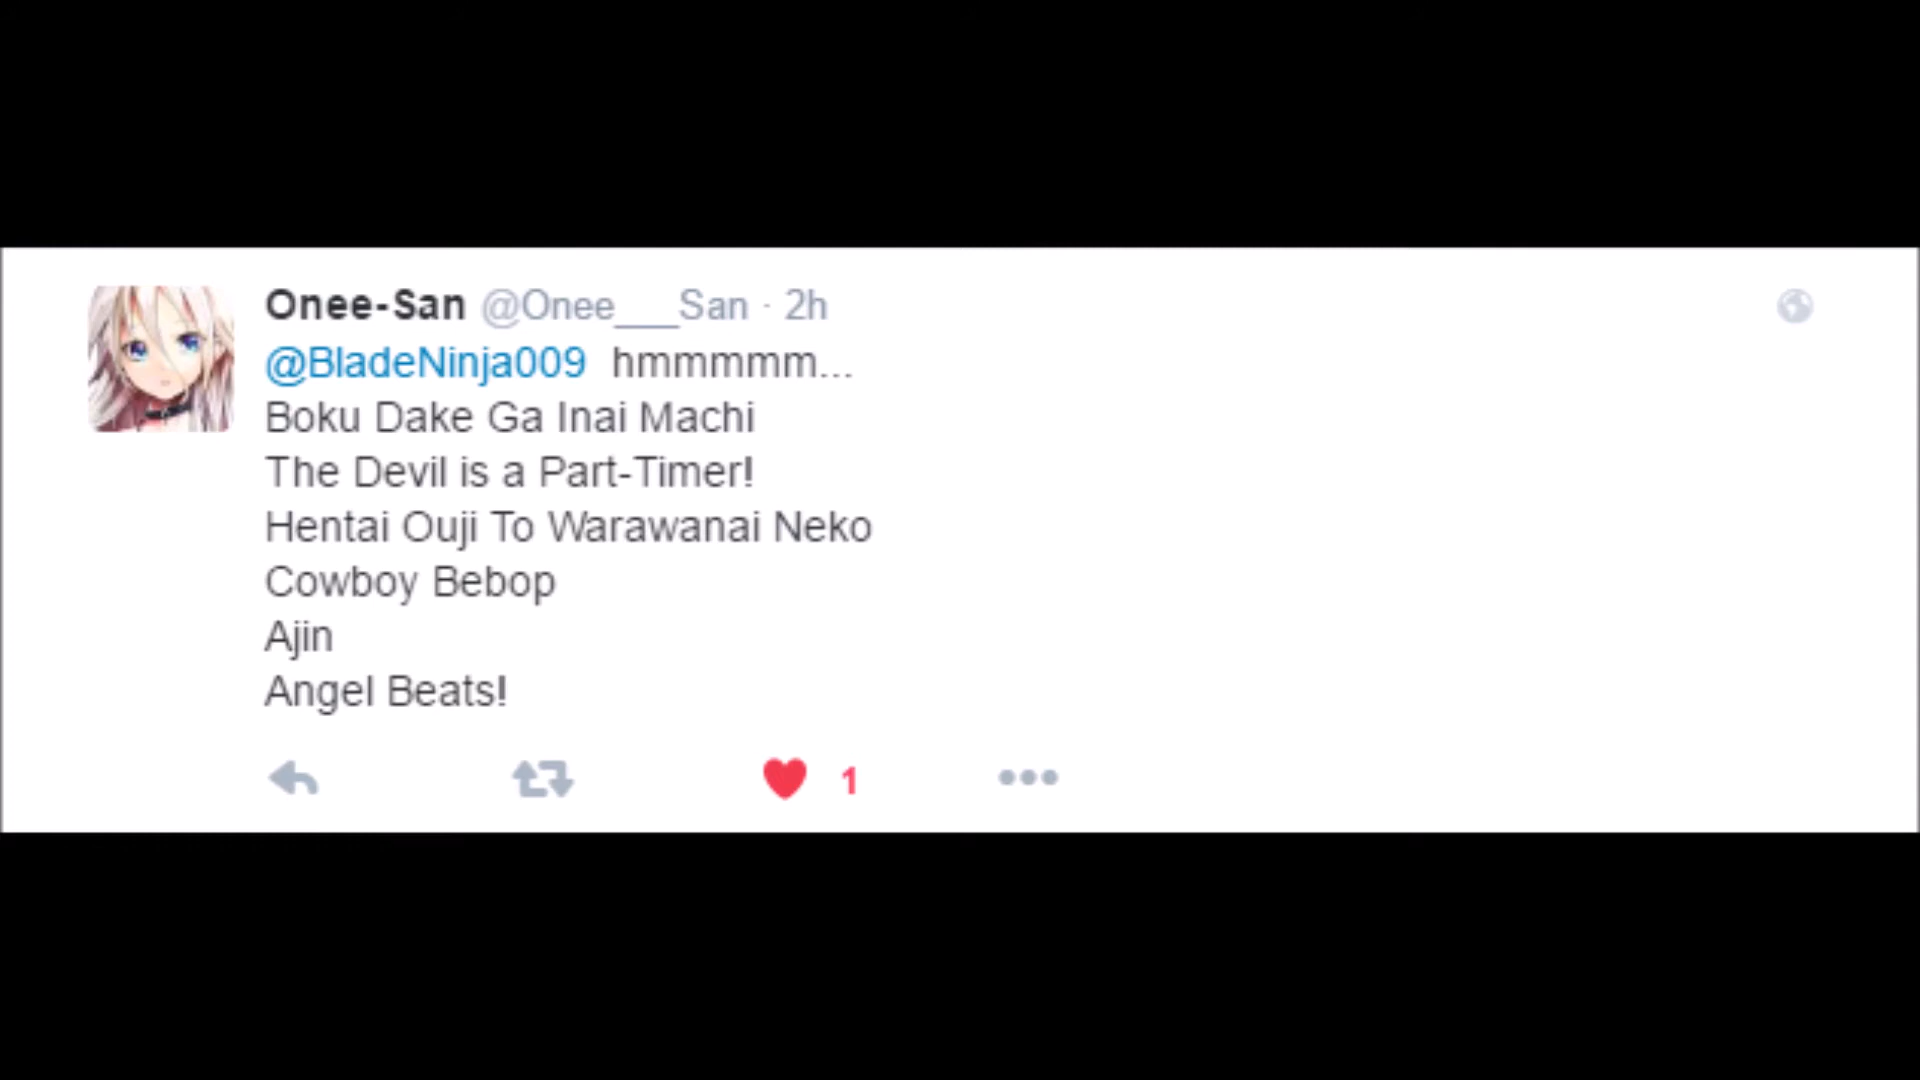 Onee-San @Onee___San · 2h
@BladeNinja009 hmmmmm...
Boku Dake Ga Inai Machi
The Devil is a Part-Timer!
Hentai Ouji To Warawanai Neko
Cowboy Bebop
Ajin
Angel Beats!
1